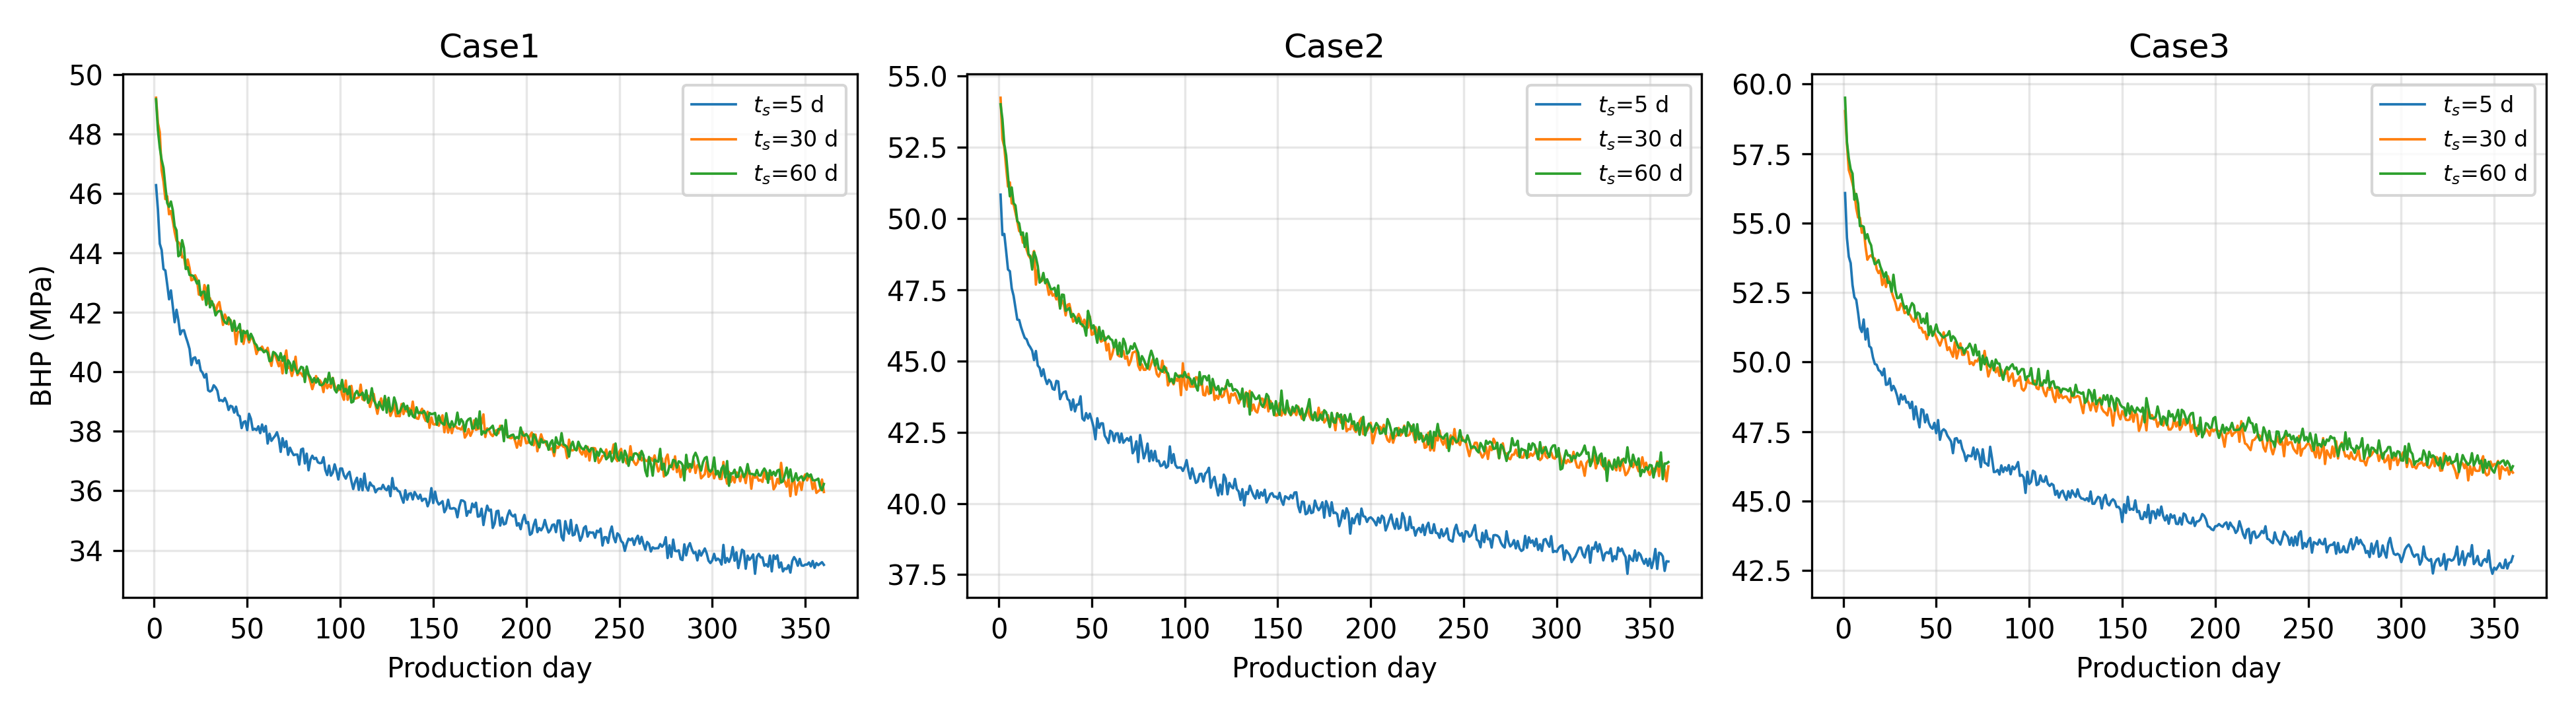 Case1
50
48
46
44
42
40
38
36
34
BHP (MPa)
0 50 100 150 200 250 300 350
Production day
t_s=5 d
t_s=30 d
t_s=60 d
Case2
55.0
52.5
50.0
47.5
45.0
42.5
40.0
37.5
0 50 100 150 200 250 300 350
Production day
t_s=5 d
t_s=30 d
t_s=60 d
Case3
60.0
57.5
55.0
52.5
50.0
47.5
45.0
42.5
0 50 100 150 200 250 300 350
Production day
t_s=5 d
t_s=30 d
t_s=60 d